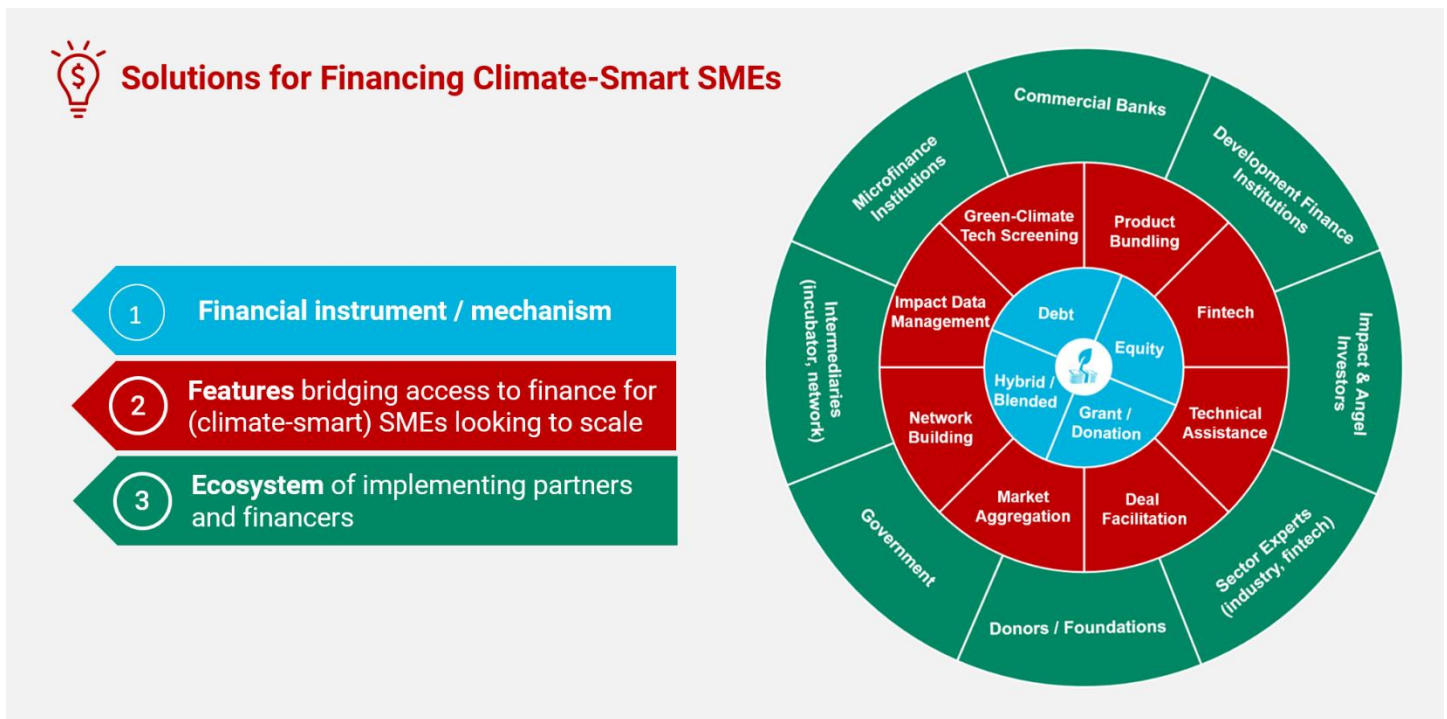 $
Solutions for Financing Climate-Smart SMEs
1
Financial instrument / mechanism
2
Features bridging access to finance for
(climate-smart) SMEs looking to scale
3
Ecosystem of implementing partners
and financers
Commercial Banks
Development Finance
Institutions
Impact & Angel
Investors
Sector Experts
(industry, fintech)
Donors / Foundations
Government
Intermediaries
(incubator, network)
Microfinance
Institutions
Green-Climate
Tech Screening
Product
Bundling
Fintech
Technical
Assistance
Deal
Facilitation
Market
Aggregation
Network
Building
Impact Data
Management
Debt
Equity
Grant /
Donation
Hybrid /
Blended